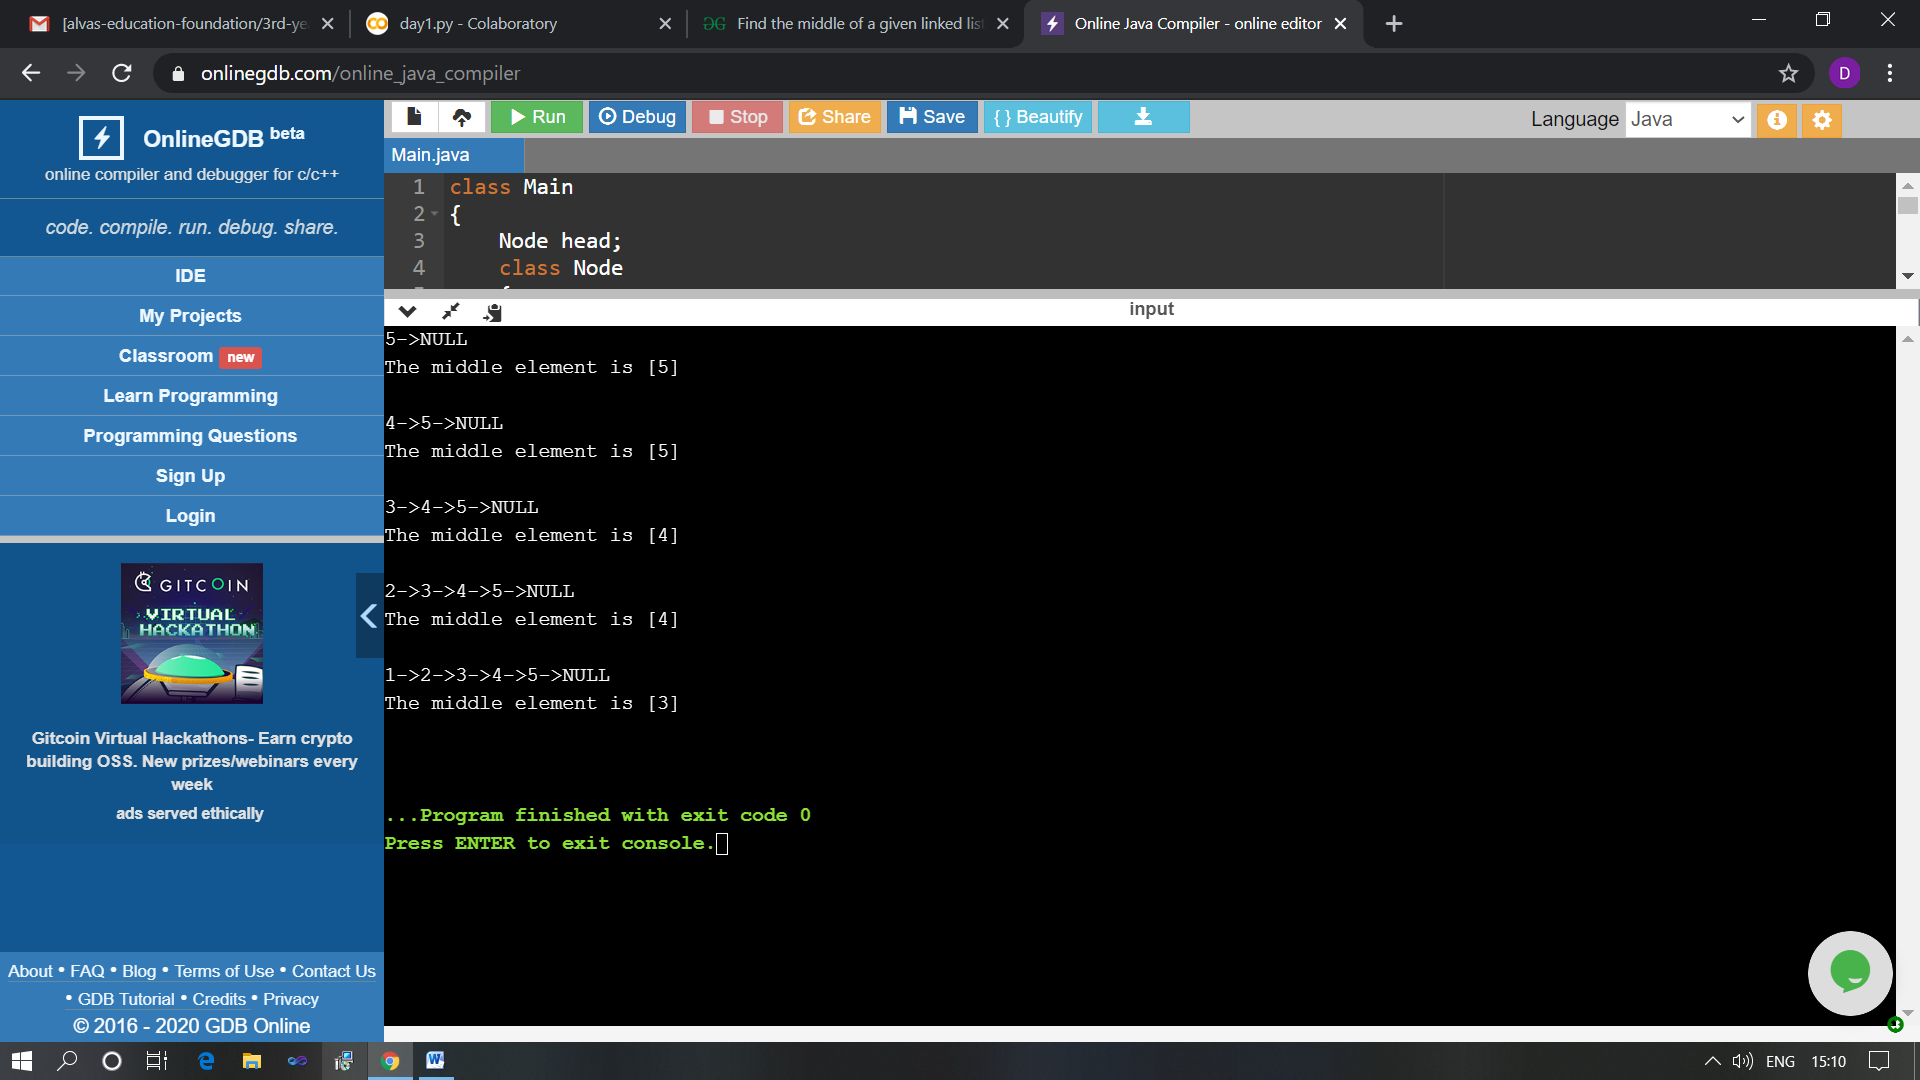 [alvas-education-foundation/3rd-ye
day1.py - Colaboratory
Find the middle of a given linked lis
Online Java Compiler - online editor
onlinegdb.com/online_java_compiler
D
OnlineGDB beta
online compiler and debugger for c/c++
code. compile. run. debug. share.
IDE
My Projects
Classroom new
Learn Programming
Programming Questions
Sign Up
Login
GITCOIN
VIRTUAL
HACKATHON
Gitcoin Virtual Hackathons- Earn crypto
building OSS. New prizes/webinars every
week
ads served ethically
About • FAQ • Blog • Terms of Use • Contact Us
• GDB Tutorial • Credits • Privacy
© 2016 - 2020 GDB Online
Run Debug Stop Share Save { } Beautify
Language Java
Main.java
1 class Main
2 {
3 Node head;
4 class Node
input
5->NULL
The middle element is [5]
4->5->NULL
The middle element is [5]
3->4->5->NULL
The middle element is [4]
2->3->4->5->NULL
The middle element is [4]
1->2->3->4->5->NULL
The middle element is [3]
...Program finished with exit code 0
Press ENTER to exit console.
ENG 15:10